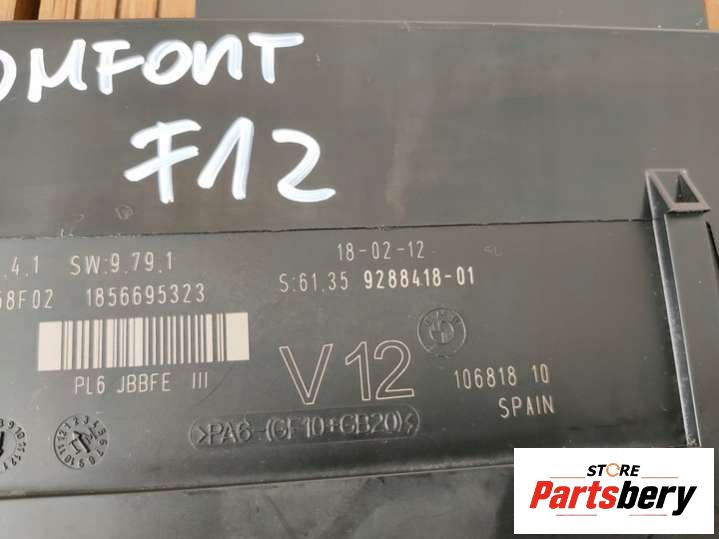 OMFONT
F12
.4.1 SW:9.79.1 18-02-12
68F02 1856695323 S:61.35 9288418-01
PL6 JBBFE III V12 106818 10
SPAIN
>PA6-(GF10+GB20)<
STORE
Partsbery